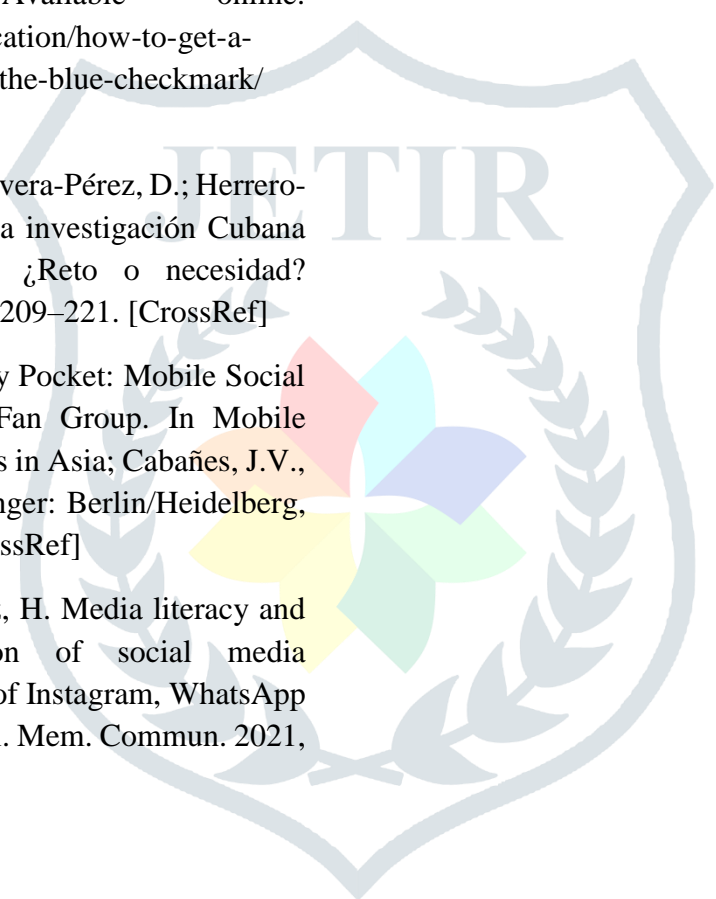 Available online:
cation/how-to-get-a-
the-blue-checkmark/
vera-Pérez, D.; Herrero-
a investigación Cubana
¿Reto o necesidad?
209–221. [CrossRef]
y Pocket: Mobile Social
Fan Group. In Mobile
s in Asia; Cabañes, J.V.,
nger: Berlin/Heidelberg,
ssRef]
, H. Media literacy and
on of social media
of Instagram, WhatsApp
. Mem. Commun. 2021,
JETIR